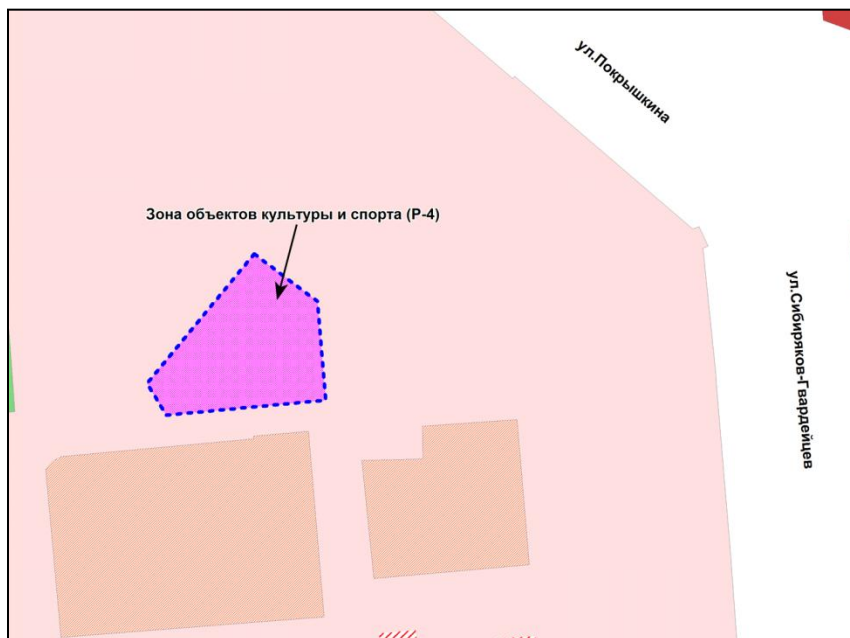 ул.Покрышкина
Зона объектов культуры и спорта (Р-4)
ул.Сибиряков-Гвардейцев